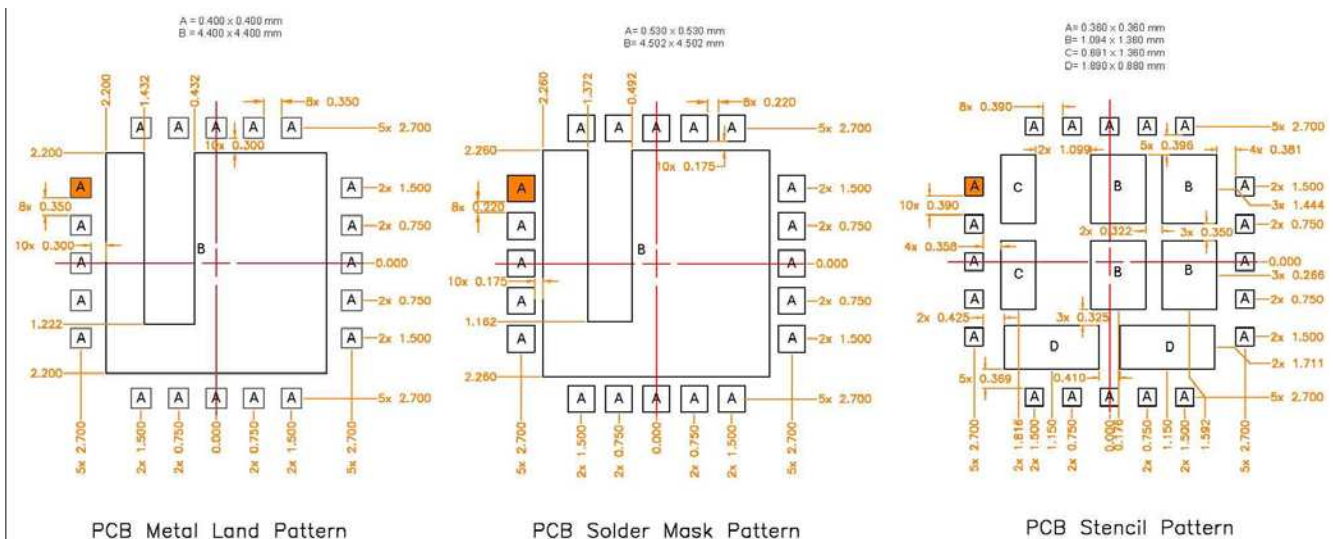 A = 0.400 x 0.400 mm
B = 4.400 x 4.400 mm
2.200
1.432
0.432
8x 0.350
A A A A A
5x 2.700
10x 0.300
2.200
A
A
2x 1.500
8x 0.350
A
A
2x 0.750
10x 0.300
B
A
A
0.000
A
A
2x 0.750
1.222
A
A
2x 1.500
2.200
A A A A A
5x 2.700
5x 2.700
2x 1.500
2x 0.750
0.000
2x 0.750
2x 1.500
5x 2.700
PCB Metal Land Pattern
A= 0.530 x 0.530 mm
B= 4.502 x 4.502 mm
2.260
1.372
0.492
8x 0.220
A A A A A
5x 2.700
2.260
10x 0.175
A
A
2x 1.500
8x 0.220
A
A
2x 0.750
B
A
A
0.000
10x 0.175
A
A
2x 0.750
1.162
A
A
2x 1.500
2.260
A A A A A
5x 2.700
5x 2.700
2x 1.500
2x 0.750
0.000
2x 0.750
2x 1.500
5x 2.700
PCB Solder Mask Pattern
A= 0.360 x 0.360 mm
B= 1.094 x 1.360 mm
C= 0.691 x 1.360 mm
D= 1.890 x 0.880 mm
8x 0.390
A A A A A
5x 2.700
2x 1.099
5x 0.396
4x 0.381
A
C
B
B
A
2x 1.500
10x 0.390
3x 1.444
A
A
2x 0.750
2x 0.322
3x 0.350
4x 0.358
A
C
B
B
A
0.000
3x 0.266
A
A
2x 0.750
2x 0.425
3x 0.325
A
A
2x 1.500
D
D
2x 1.711
5x 0.369
0.410
A A A A A
5x 2.700
5x 2.700
2x 1.816
2x 1.500
1.150
2x 0.750
0.000
0.176
2x 0.750
1.150
2x 1.500
1.592
5x 2.700
PCB Stencil Pattern